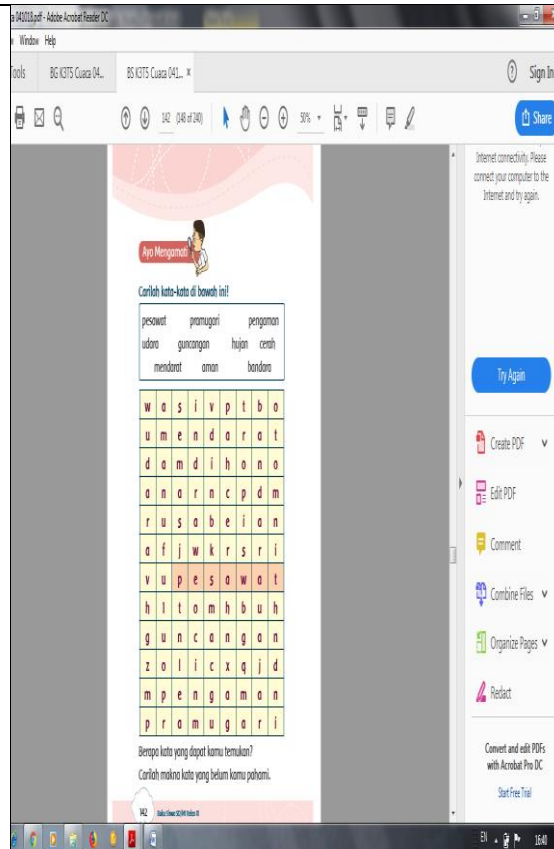 041018.pdf - Adobe Acrobat Reader DC
Window Help
Tools BG K3T5 Cuaca 04... BS K3T5 Cuaca 041... x
Sign In
142 (148 of 240) 50%
Share
Internet connectivity. Please
connect your computer to the
Internet and try again.
Try Again
Create PDF
Edit PDF
Comment
Combine Files
Organize Pages
Redact
Convert and edit PDFs
with Acrobat Pro DC
Start Free Trial
Ayo Mengamati
Carilah kata-kata di bawah ini!
pesawat pramugari pengaman
udara guncangan hujan cerah
mendarat aman bandara
w a s i v p t b o
u m e n d a r a t
d a m d i h o n o
a n a r n c p d m
r u s a b e i a n
a f j w k r s r i
v u p e s a w a t
h l t o m h b u h
g u n c a n g a n
z o l i c x q j d
m p e n g a m a n
p r a m u g a r i
Berapa kata yang dapat kamu temukan?
Carilah makna kata yang belum kamu pahami.
142 Buku Siswa SD/MI Kelas III
EN 16:40